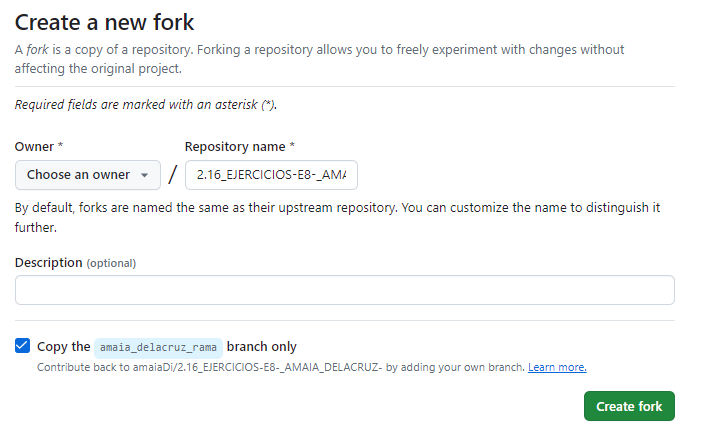 Create a new fork
A fork is a copy of a repository. Forking a repository allows you to freely experiment with changes without
affecting the original project.
Required fields are marked with an asterisk (*).
Owner * Repository name *
Choose an owner / 2.16_EJERCICIOS-E8-_AMA
By default, forks are named the same as their upstream repository. You can customize the name to distinguish it
further.
Description (optional)
Copy the amaia_delacruz_rama branch only
Contribute back to amaiaDi/2.16_EJERCICIOS-E8-_AMAIA_DELACRUZ- by adding your own branch. Learn more.
Create fork